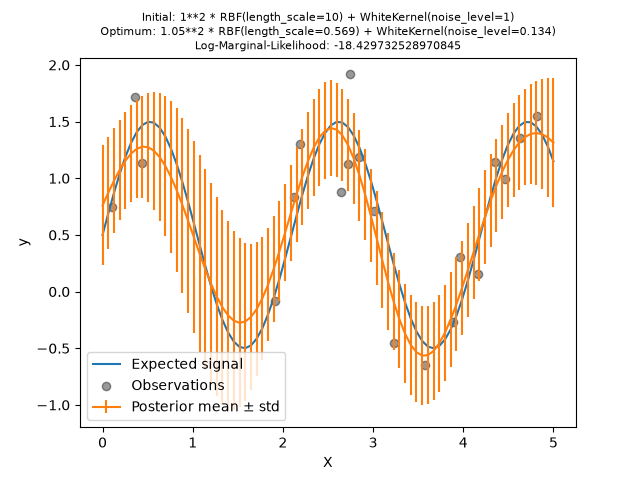 Initial: 1**2 * RBF(length_scale=10) + WhiteKernel(noise_level=1)
Optimum: 1.05**2 * RBF(length_scale=0.569) + WhiteKernel(noise_level=0.134)
Log-Marginal-Likelihood: -18.429732528970845
2.0
1.5
1.0
0.5
0.0
−0.5
−1.0
y
Expected signal
Observations
Posterior mean ± std
0 1 2 3 4 5
X